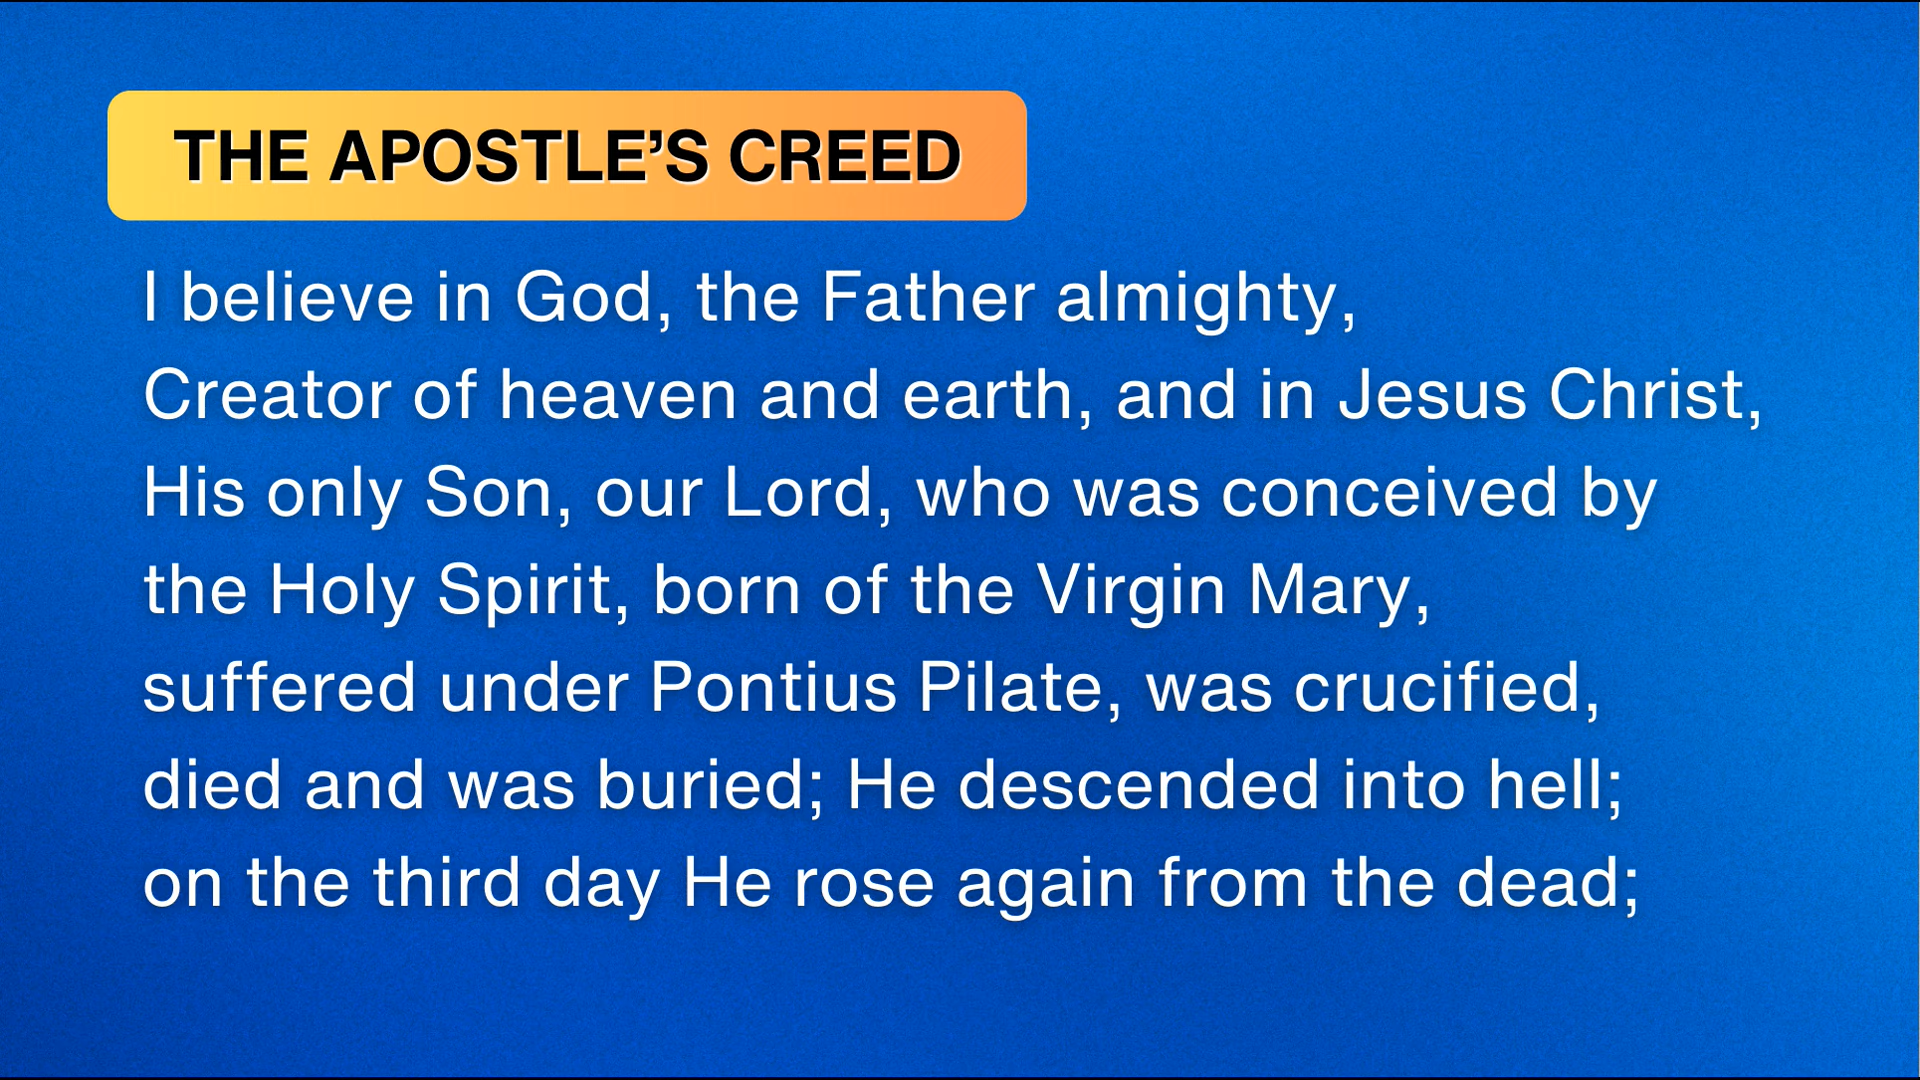 THE APOSTLE’S CREED
I believe in God, the Father almighty,
Creator of heaven and earth, and in Jesus Christ,
His only Son, our Lord, who was conceived by
the Holy Spirit, born of the Virgin Mary,
suffered under Pontius Pilate, was crucified,
died and was buried; He descended into hell;
on the third day He rose again from the dead;